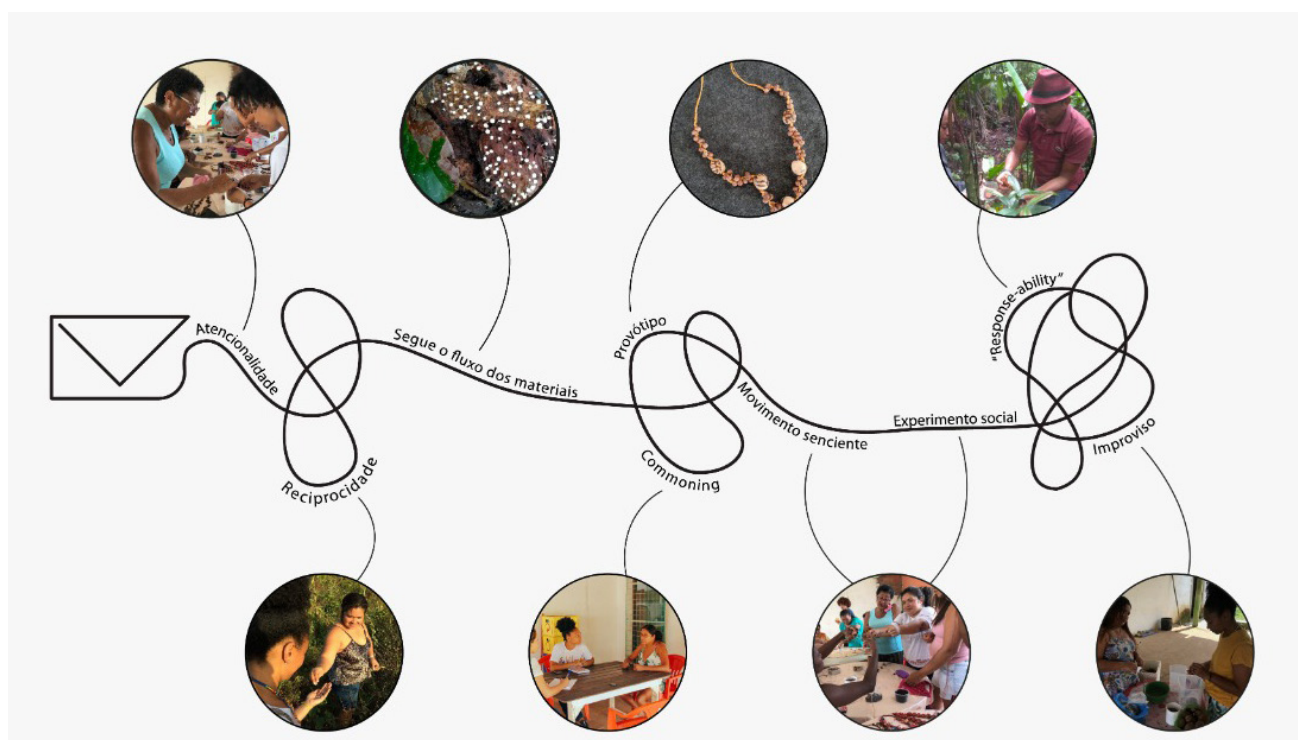 Atencionalidade
Reciprocidade
Segue o fluxo dos materiais
Provótipo
Commoning
Movimento senciente
Experimento social
"Response-ability"
Improviso